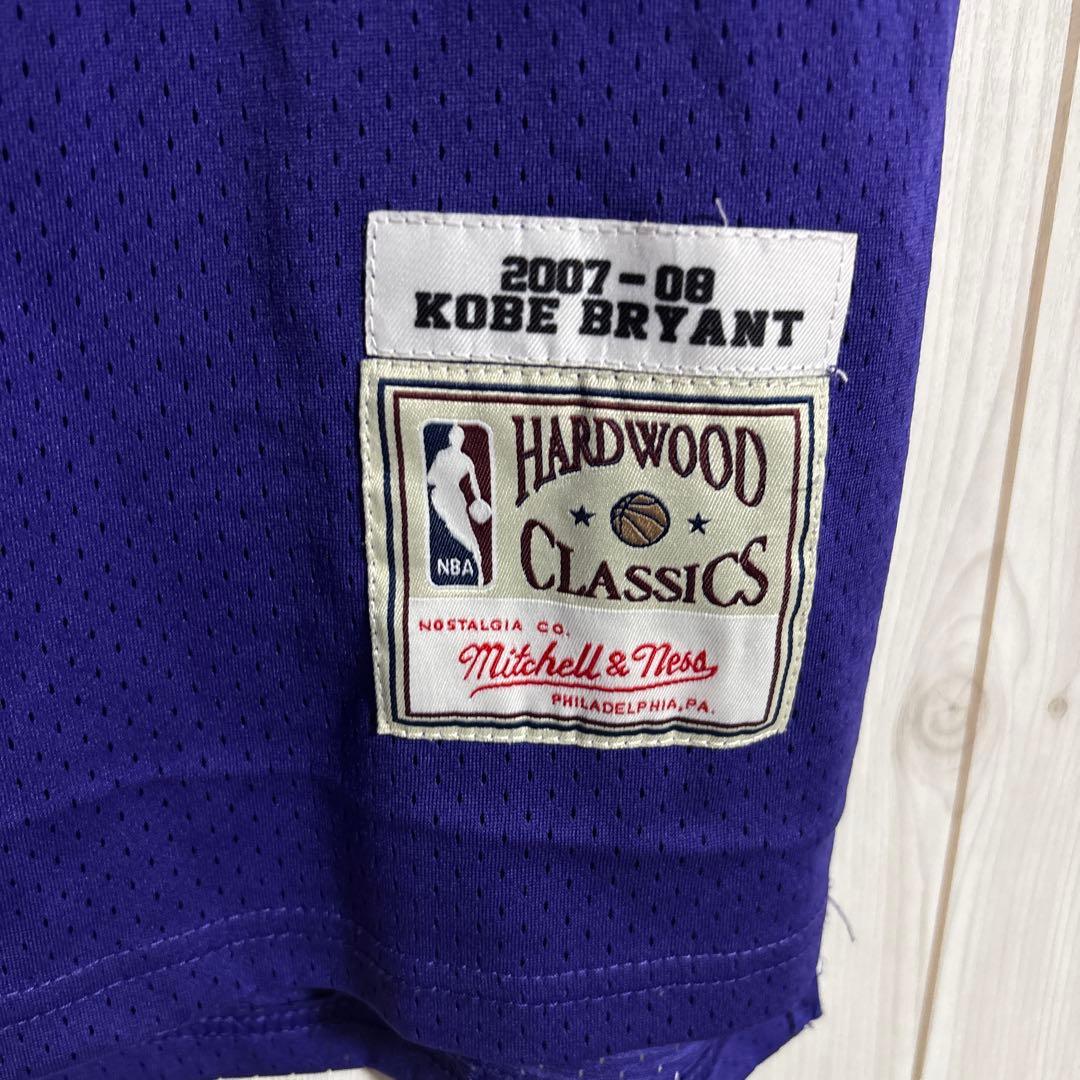 2007-08
KOBE BRYANT
HARDWOOD
CLASSICS
NBA
NOSTALGIA CO.
Mitchell & Ness
PHILADELPHIA, PA.